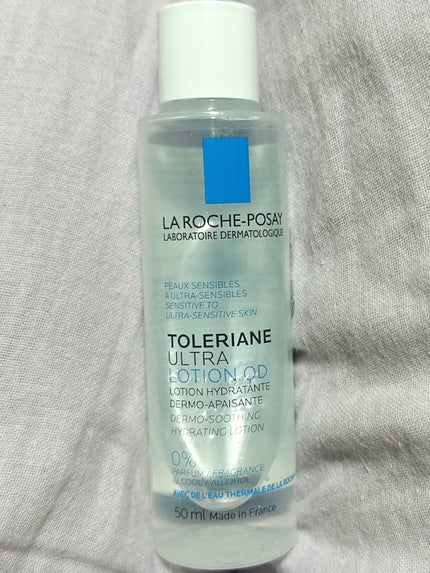 LA ROCHE-POSAY
LABORATOIRE DERMATOLOGIQUE
PEAUX SENSIBLES
À ULTRA-SENSIBLES
SENSITIVE TO
ULTRA-SENSITIVE SKIN
TOLERIANE
ULTRA
LOTION QD
LOTION HYDRATANTE
DERMO-APAISANTE
DERMO-SOOTHING
HYDRATING LOTION
0%
PARFUM / FRAGRANCE
ALCOOL / ALCOHOL
AVEC DE L'EAU THERMALE DE LA ROCHE
50 ml Made in France